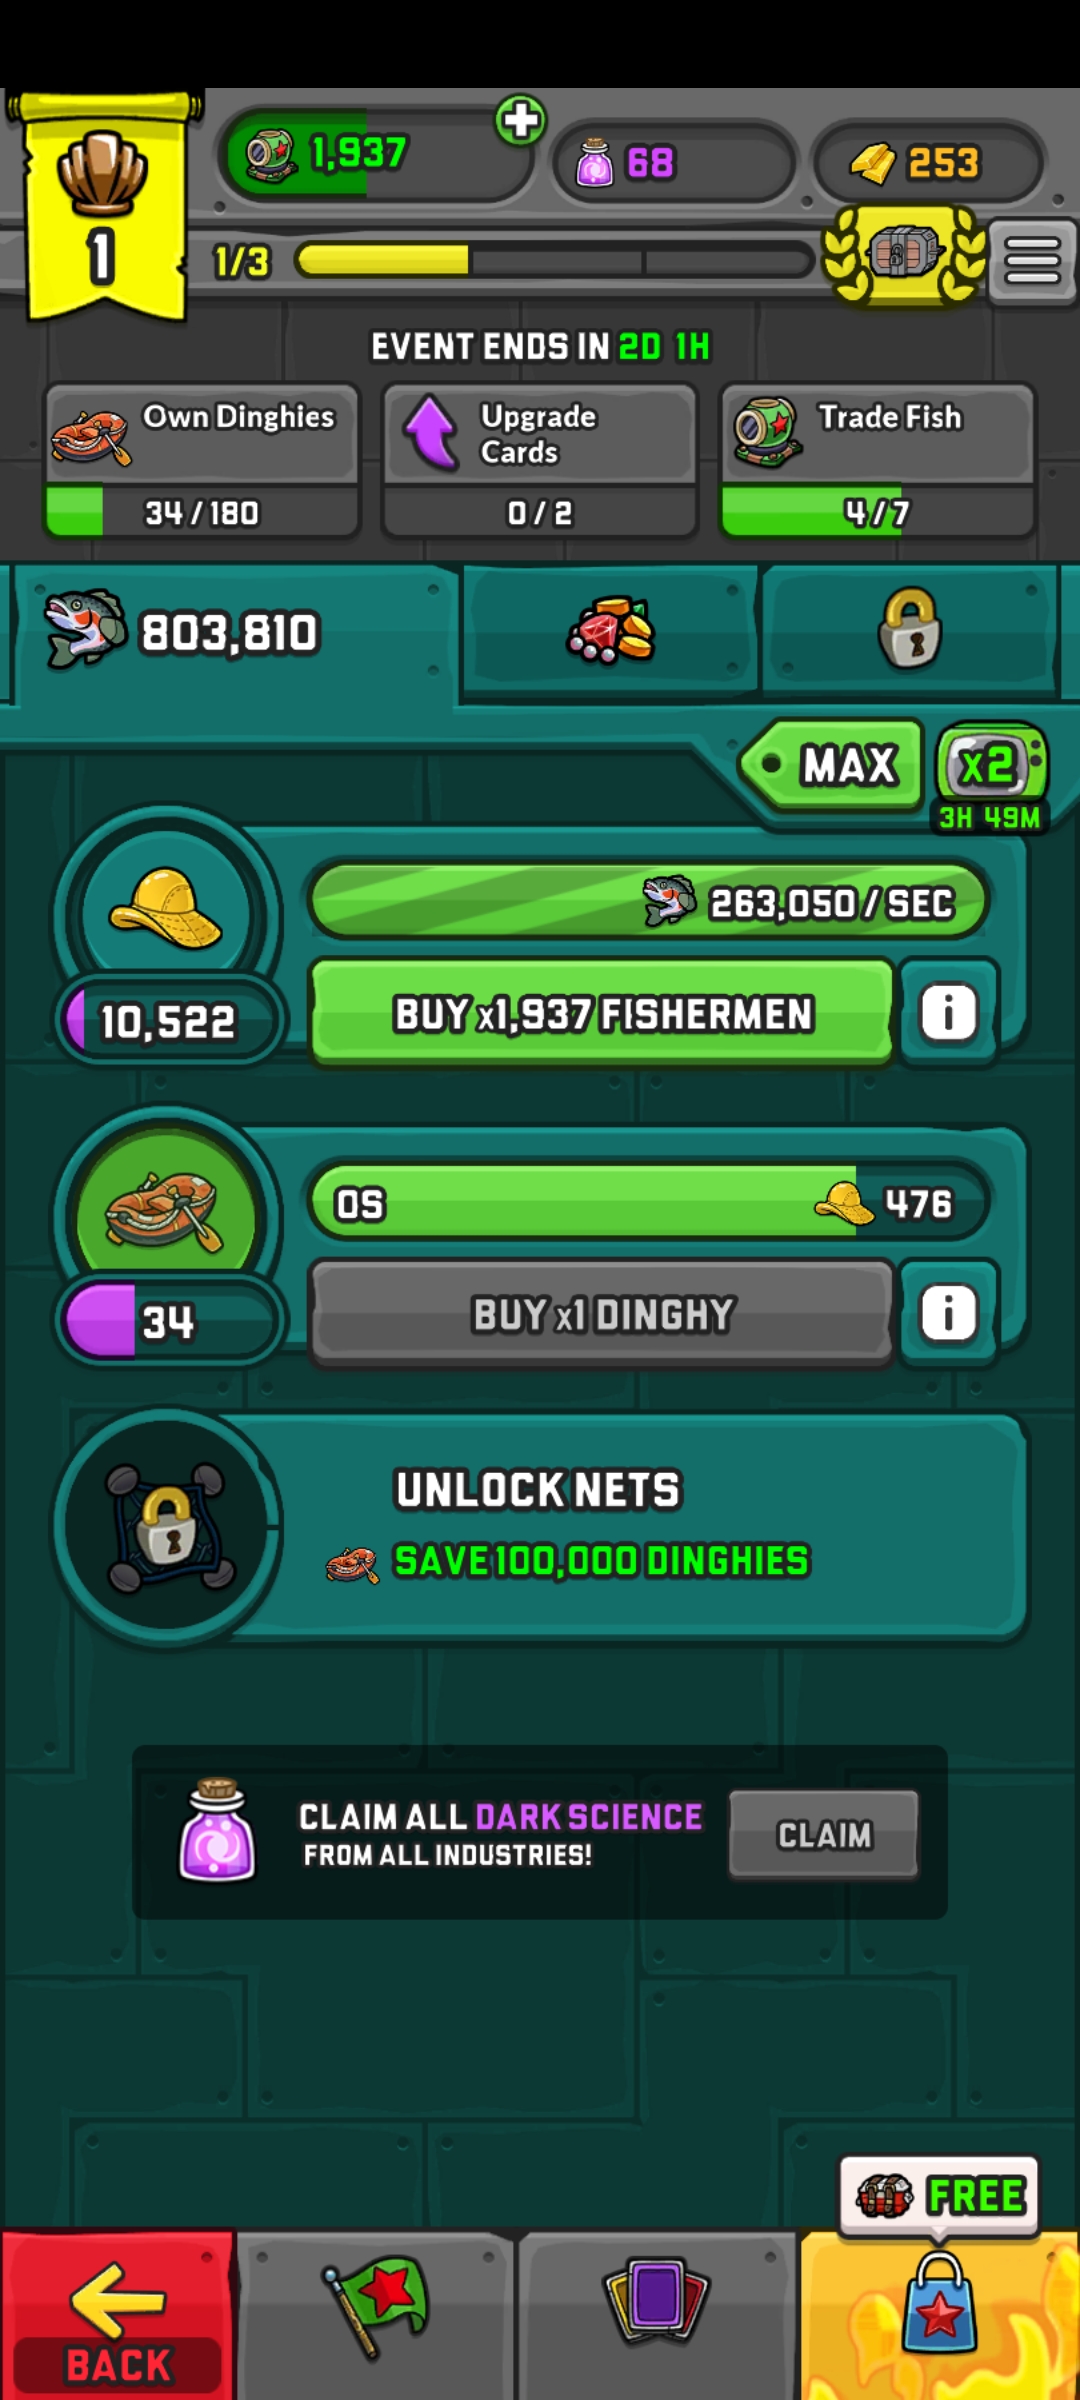 1,937
68
253
1
1/3
EVENT ENDS IN 2D 1H
Own Dinghies
34/180
Upgrade
Cards
0/2
Trade Fish
4/7
803,810
MAX
x2
3H 49M
263,050/SEC
10,522
BUY x1,937 FISHERMEN
i
0S
476
34
BUY x1 DINGHY
i
UNLOCK NETS
SAVE 100,000 DINGHIES
CLAIM ALL DARK SCIENCE
FROM ALL INDUSTRIES!
CLAIM
FREE
BACK